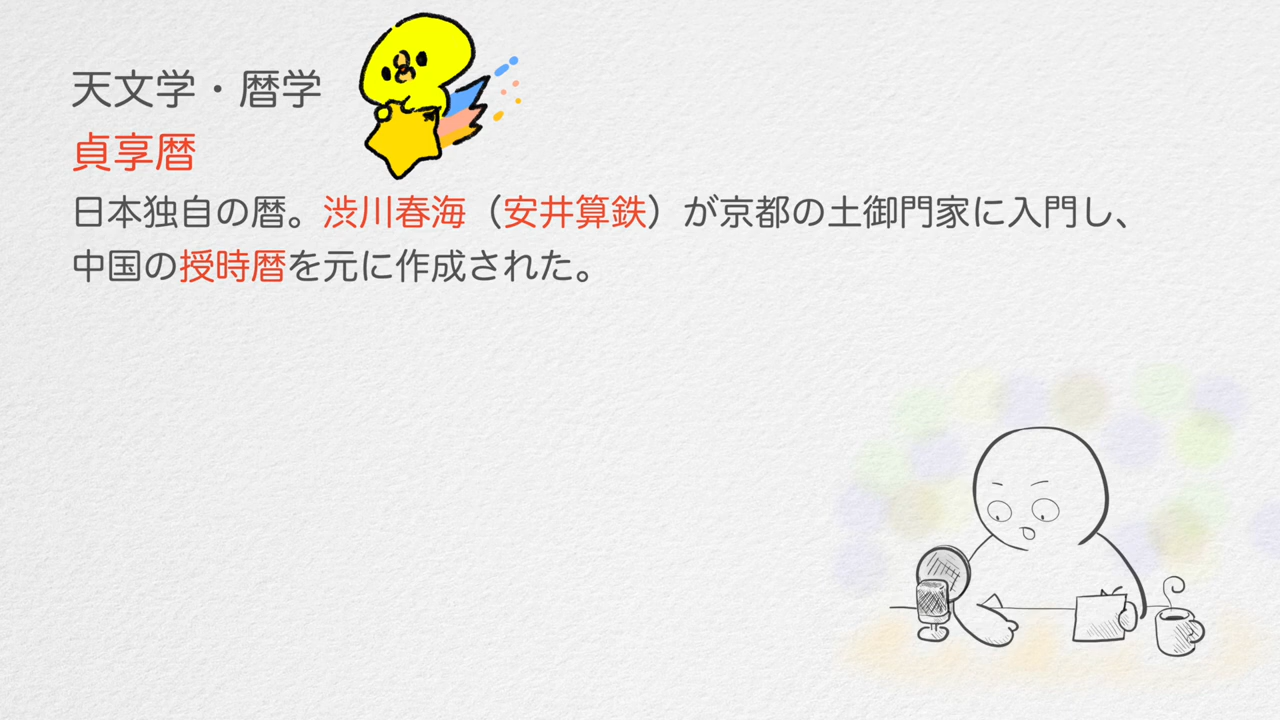 天文学・暦学
貞享暦
日本独自の暦。渋川春海（安井算鉄）が京都の土御門家に入門し、
中国の授時暦を元に作成された。